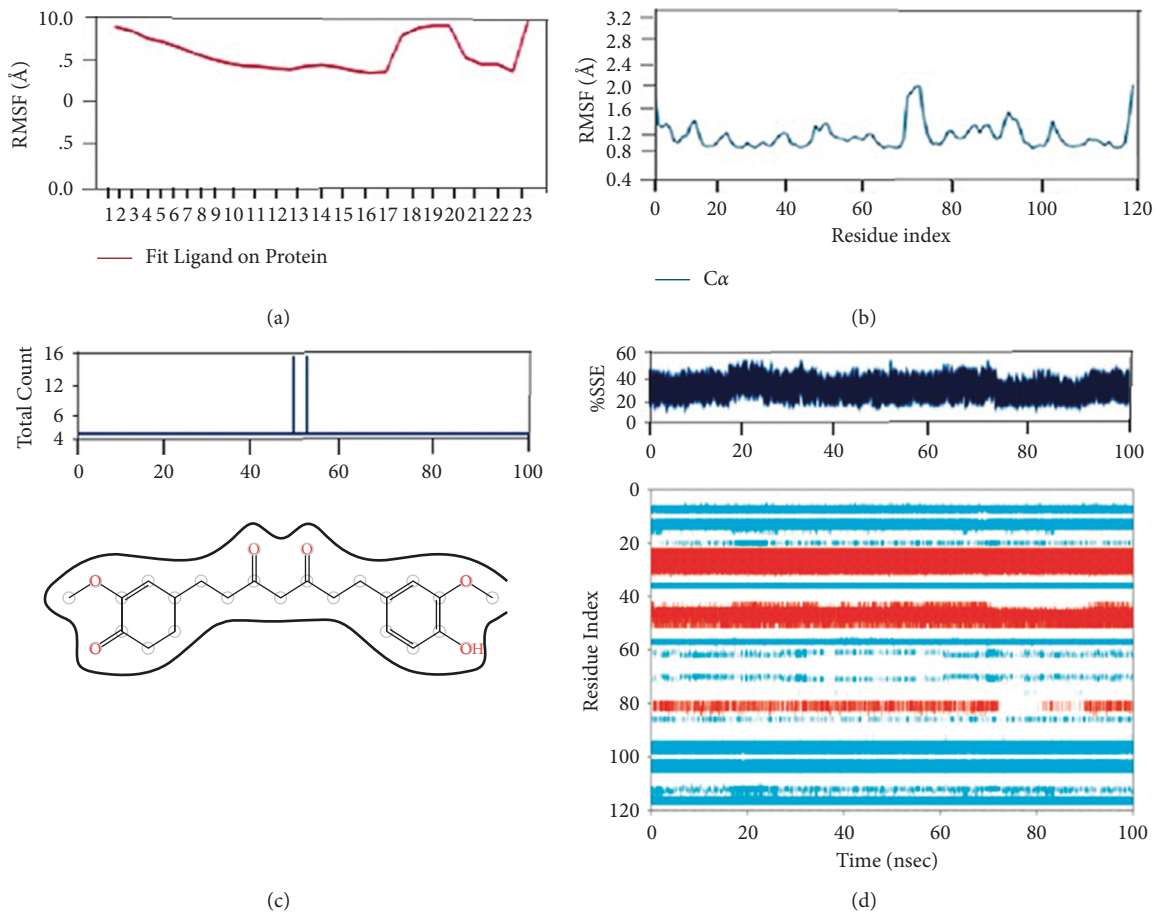 RMSF (Å)
10.0
.5
0
.5
0.0
1 2 3 4 5 6 7 8 9 10 11 12 13 14 15 16 17 18 19 20 21 22 23
Fit Ligand on Protein
(a)
RMSF (Å)
3.2
2.8
2.4
2.0
1.6
1.2
0.8
0.4
0 20 40 60 80 100 120
Residue index
Cα
(b)
Total Count
16
12
6
4
0 20 40 60 80 100
O
O
O
O
O
OH
(c)
%SSE
60
40
20
0
0 20 40 60 80 100
Residue Index
0
20
40
60
80
100
120
0 20 40 60 80 100
Time (nsec)
(d)